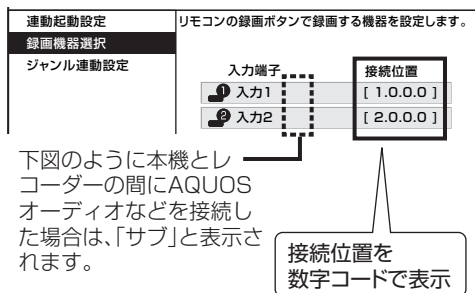 連動起動設定
録画機器選択
ジャンル連動設定
リモコンの録画ボタンで録画する機器を設定します。
入力端子 接続位置
1 入力1 [ 1.0.0.0 ]
2 入力2 [ 2.0.0.0 ]
下図のように本機とレ
コーダーの間にAQUOS
オーディオなどを接続し
た場合は、「サブ」と表示さ
れます。
接続位置を
数字コードで表示